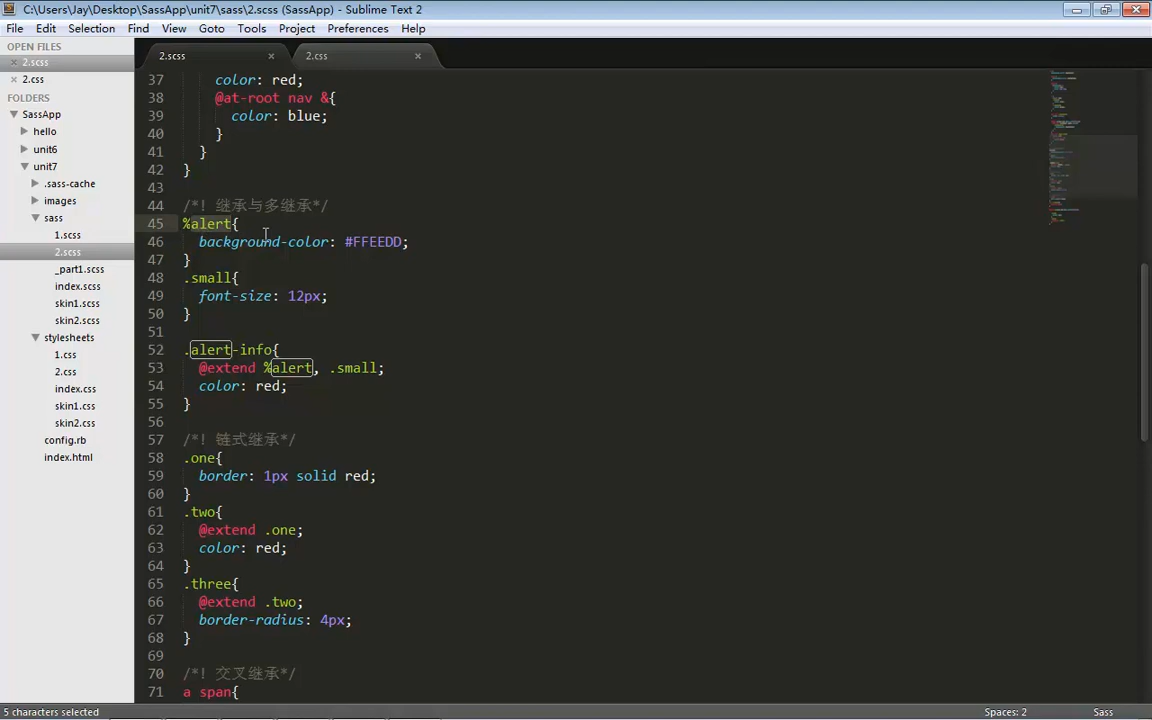 C:\Users\Jay\Desktop\SassApp\unit7\sass\2.scss (SassApp) - Sublime Text 2
File Edit Selection Find View Goto Tools Project Preferences Help
OPEN FILES
2.scss
2.css
FOLDERS
SassApp
hello
unit6
unit7
.sass-cache
images
sass
1.scss
2.scss
_part1.scss
index.scss
skin1.scss
skin2.scss
stylesheets
1.css
2.css
index.css
skin1.css
skin2.css
config.rb
index.html
2.scss × 2.css ×
37 color: red;
38 @at-root nav &{
39 color: blue;
40 }
41 }
42 }
43
44 /*! 继承与多继承*/
45 %alert{
46 background-color: #FFEEDD;
47 }
48 .small{
49 font-size: 12px;
50 }
51
52 .alert-info{
53 @extend %alert, .small;
54 color: red;
55 }
56
57 /*! 链式继承*/
58 .one{
59 border: 1px solid red;
60 }
61 .two{
62 @extend .one;
63 color: red;
64 }
65 .three{
66 @extend .two;
67 border-radius: 4px;
68 }
69
70 /*! 交叉继承*/
71 a span{
5 characters selected Spaces: 2 Sass